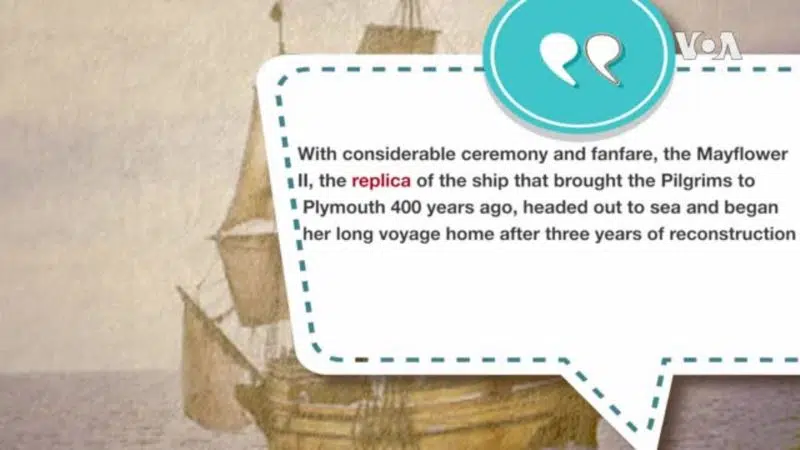 VOA
With considerable ceremony and fanfare, the Mayflower
II, the replica of the ship that brought the Pilgrims to
Plymouth 400 years ago, headed out to sea and began
her long voyage home after three years of reconstruction